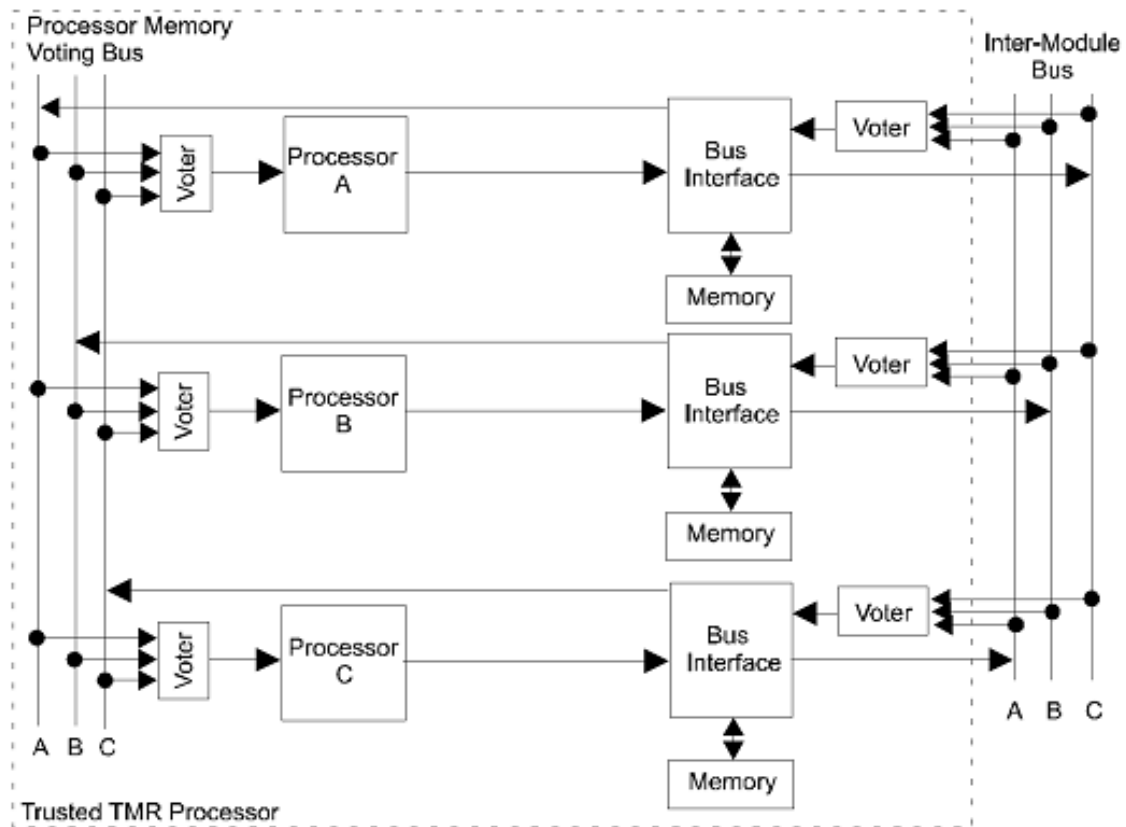 Processor Memory
Voting Bus
Inter-Module
Bus
Voter
Processor
A
Bus
Interface
Voter
Memory
Voter
Processor
B
Bus
Interface
Voter
Memory
Voter
Processor
C
Bus
Interface
Voter
Memory
A B C
A B C
Trusted TMR Processor